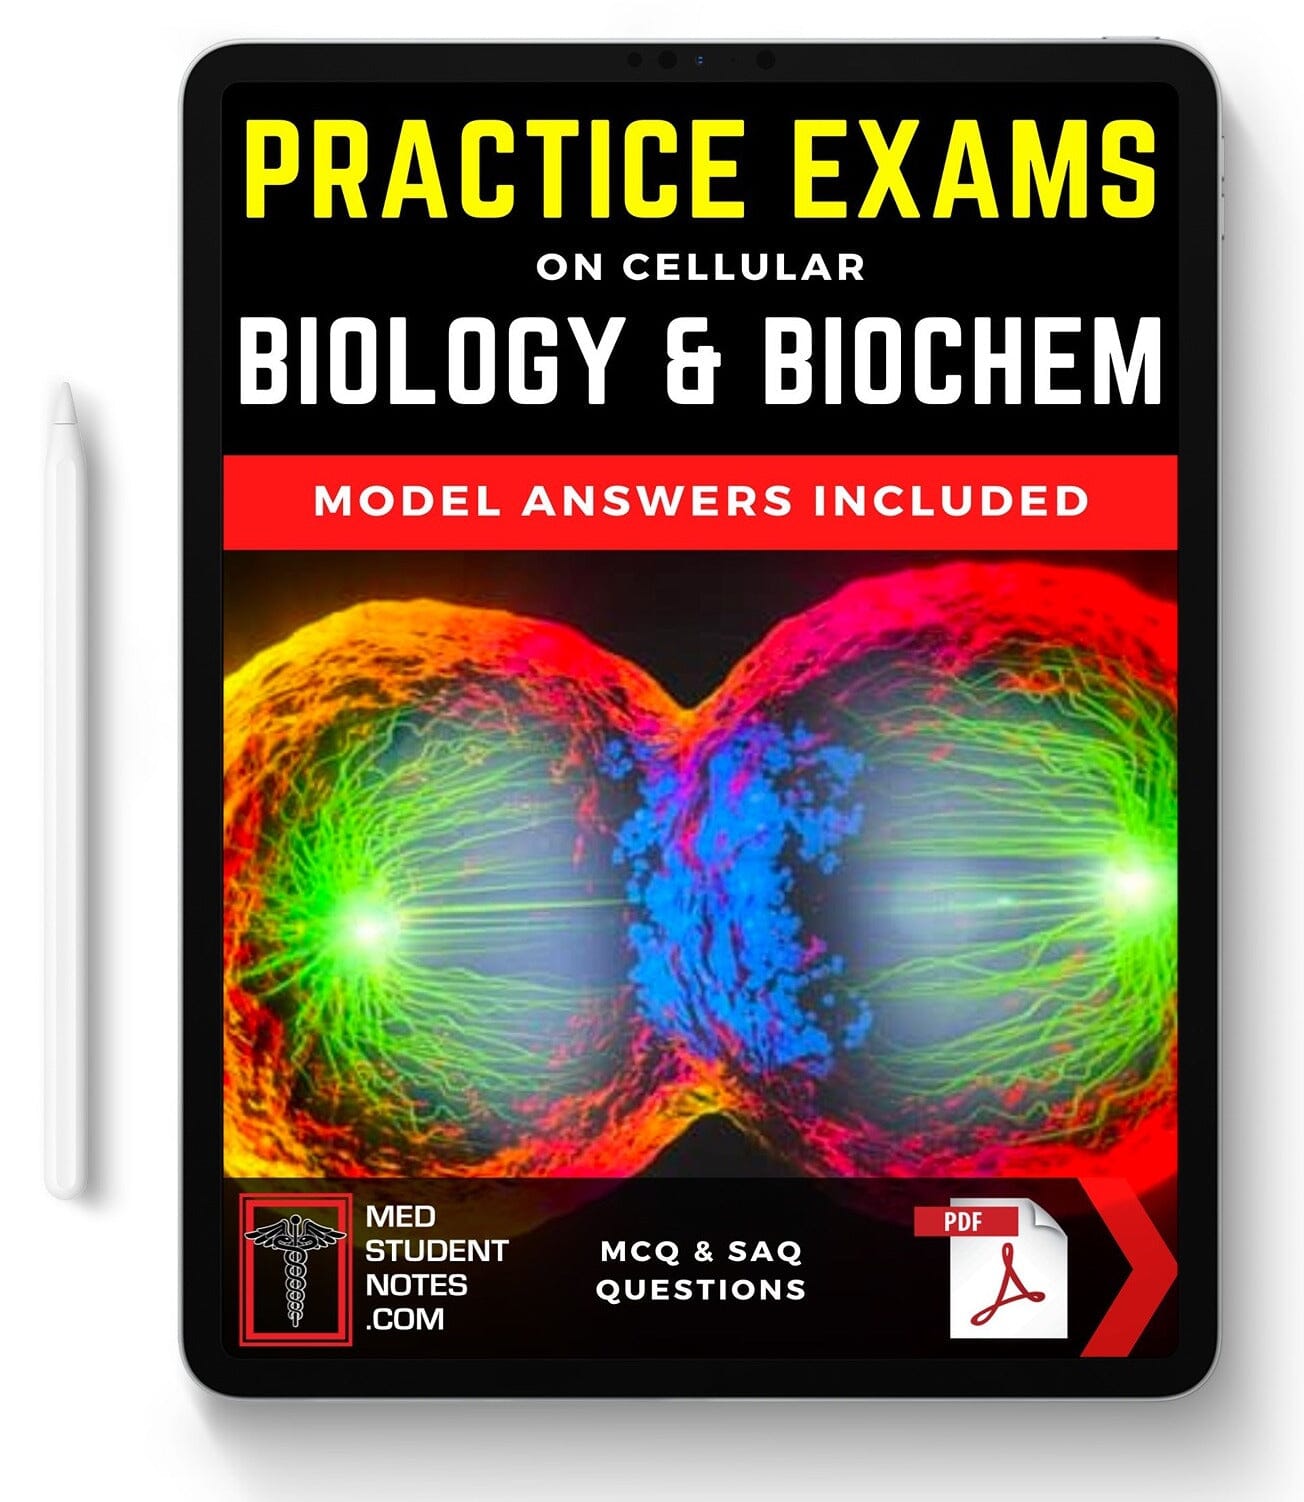 PRACTICE EXAMS
ON CELLULAR
BIOLOGY & BIOCHEM
MODEL ANSWERS INCLUDED
MED
STUDENT
NOTES
.COM
MCQ & SAQ
QUESTIONS
PDF